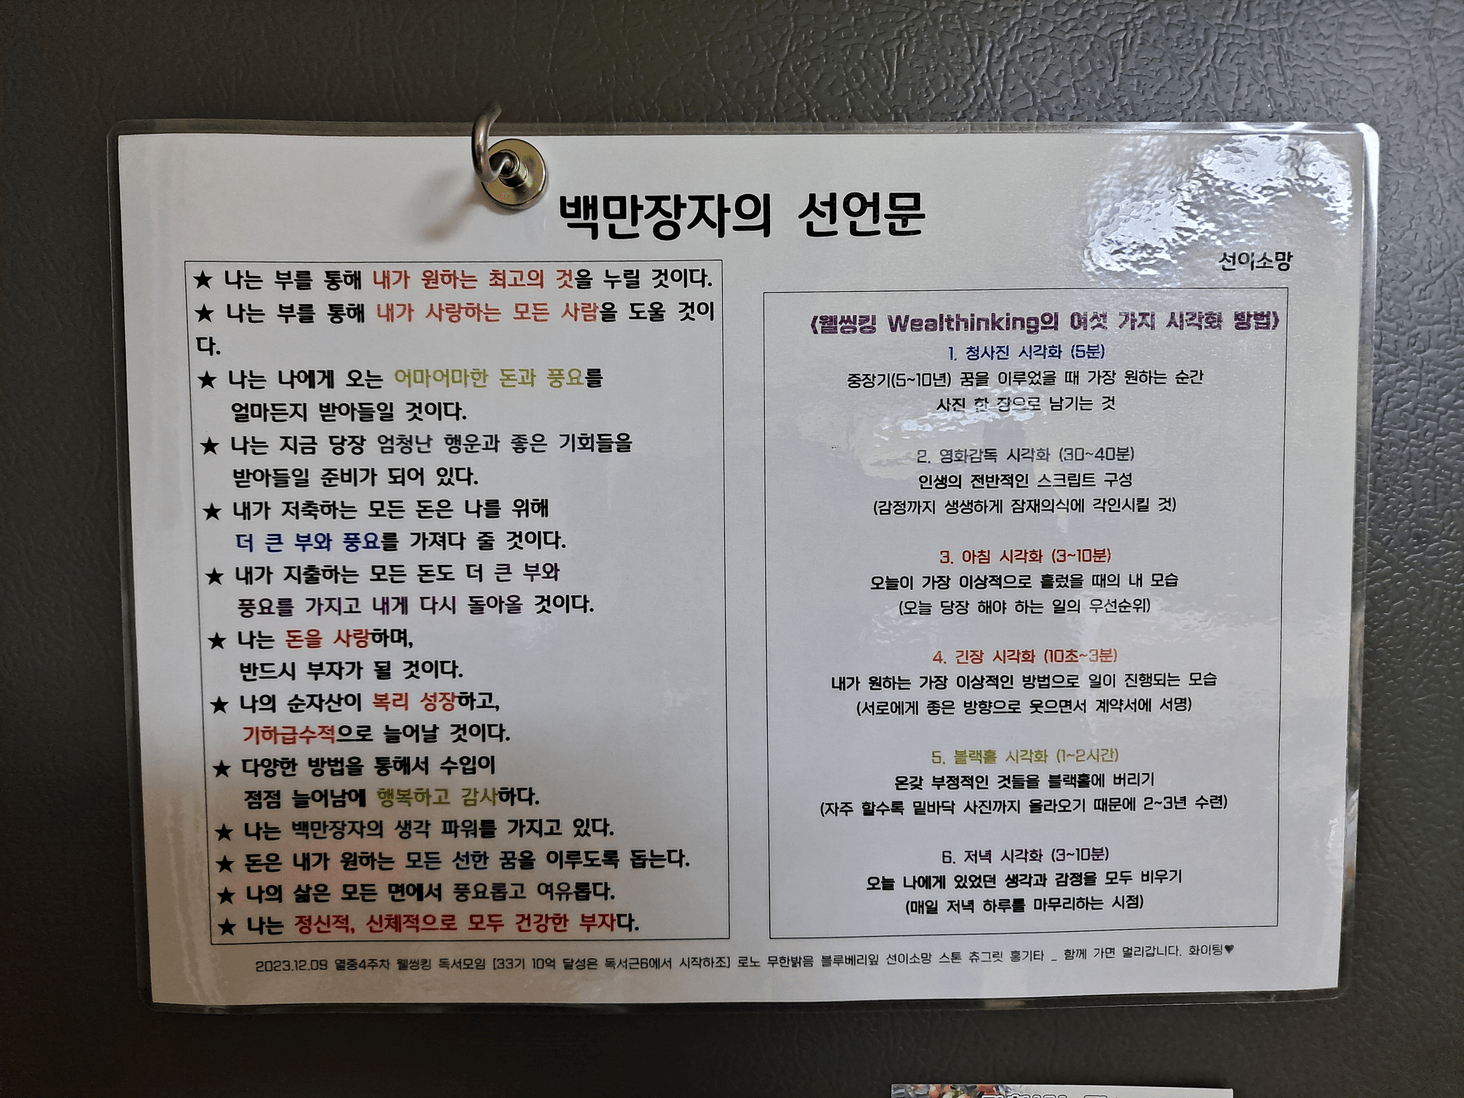 백만장자의 선언문
선이소망
★ 나는 부를 통해 내가 원하는 최고의 것을 누릴 것이다.
★ 나는 부를 통해 내가 사랑하는 모든 사람을 도울 것이
다.
★ 나는 나에게 오는 어마어마한 돈과 풍요를
얼마든지 받아들일 것이다.
★ 나는 지금 당장 엄청난 행운과 좋은 기회들을
받아들일 준비가 되어 있다.
★ 내가 저축하는 모든 돈은 나를 위해
더 큰 부와 풍요를 가져다 줄 것이다.
★ 내가 지출하는 모든 돈도 더 큰 부와
풍요를 가지고 내게 다시 돌아올 것이다.
★ 나는 돈을 사랑하며,
반드시 부자가 될 것이다.
★ 나의 순자산이 복리 성장하고,
기하급수적으로 늘어날 것이다.
★ 다양한 방법을 통해서 수입이
점점 늘어남에 행복하고 감사하다.
★ 나는 백만장자의 생각 파워를 가지고 있다.
★ 돈은 내가 원하는 모든 선한 꿈을 이루도록 돕는다.
★ 나의 삶은 모든 면에서 풍요롭고 여유롭다.
★ 나는 정신적, 신체적으로 모두 건강한 부자다.
<웰씽킹 Wealthinking의 여섯 가지 시각화 방법>
1. 청사진 시각화 (5분)
중장기(5~10년) 꿈을 이루었을 때 가장 원하는 순간
사진 한 장으로 남기는 것
2. 영화감독 시각화 (30~40분)
인생의 전반적인 스크립트 구성
(감정까지 생생하게 잠재의식에 각인시킬 것)
3. 아침 시각화 (3~10분)
오늘이 가장 이상적으로 흘렀을 때의 내 모습
(오늘 당장 해야 하는 일의 우선순위)
4. 긴장 시각화 (10초~3분)
내가 원하는 가장 이상적인 방법으로 일이 진행되는 모습
(서로에게 좋은 방향으로 웃으면서 계약서에 서명)
5. 블랙홀 시각화 (1~2시간)
온갖 부정적인 것들을 블랙홀에 버리기
(자주 할수록 밑바닥 사진까지 올라오기 때문에 2~3년 수련)
6. 저녁 시각화 (3~10분)
오늘 나에게 있었던 생각과 감정을 모두 비우기
(매일 저녁 하루를 마무리하는 시점)
2023.12.09 열중4주차 웰씽킹 독서모임 [33기 10억 달성은 독서근6에서 시작하조] 로노 무한밝음 블루베리잎 선이소망 스톤 츄그릿 홍기타 _ 함께 가면 멀리갑니다. 화이팅♥